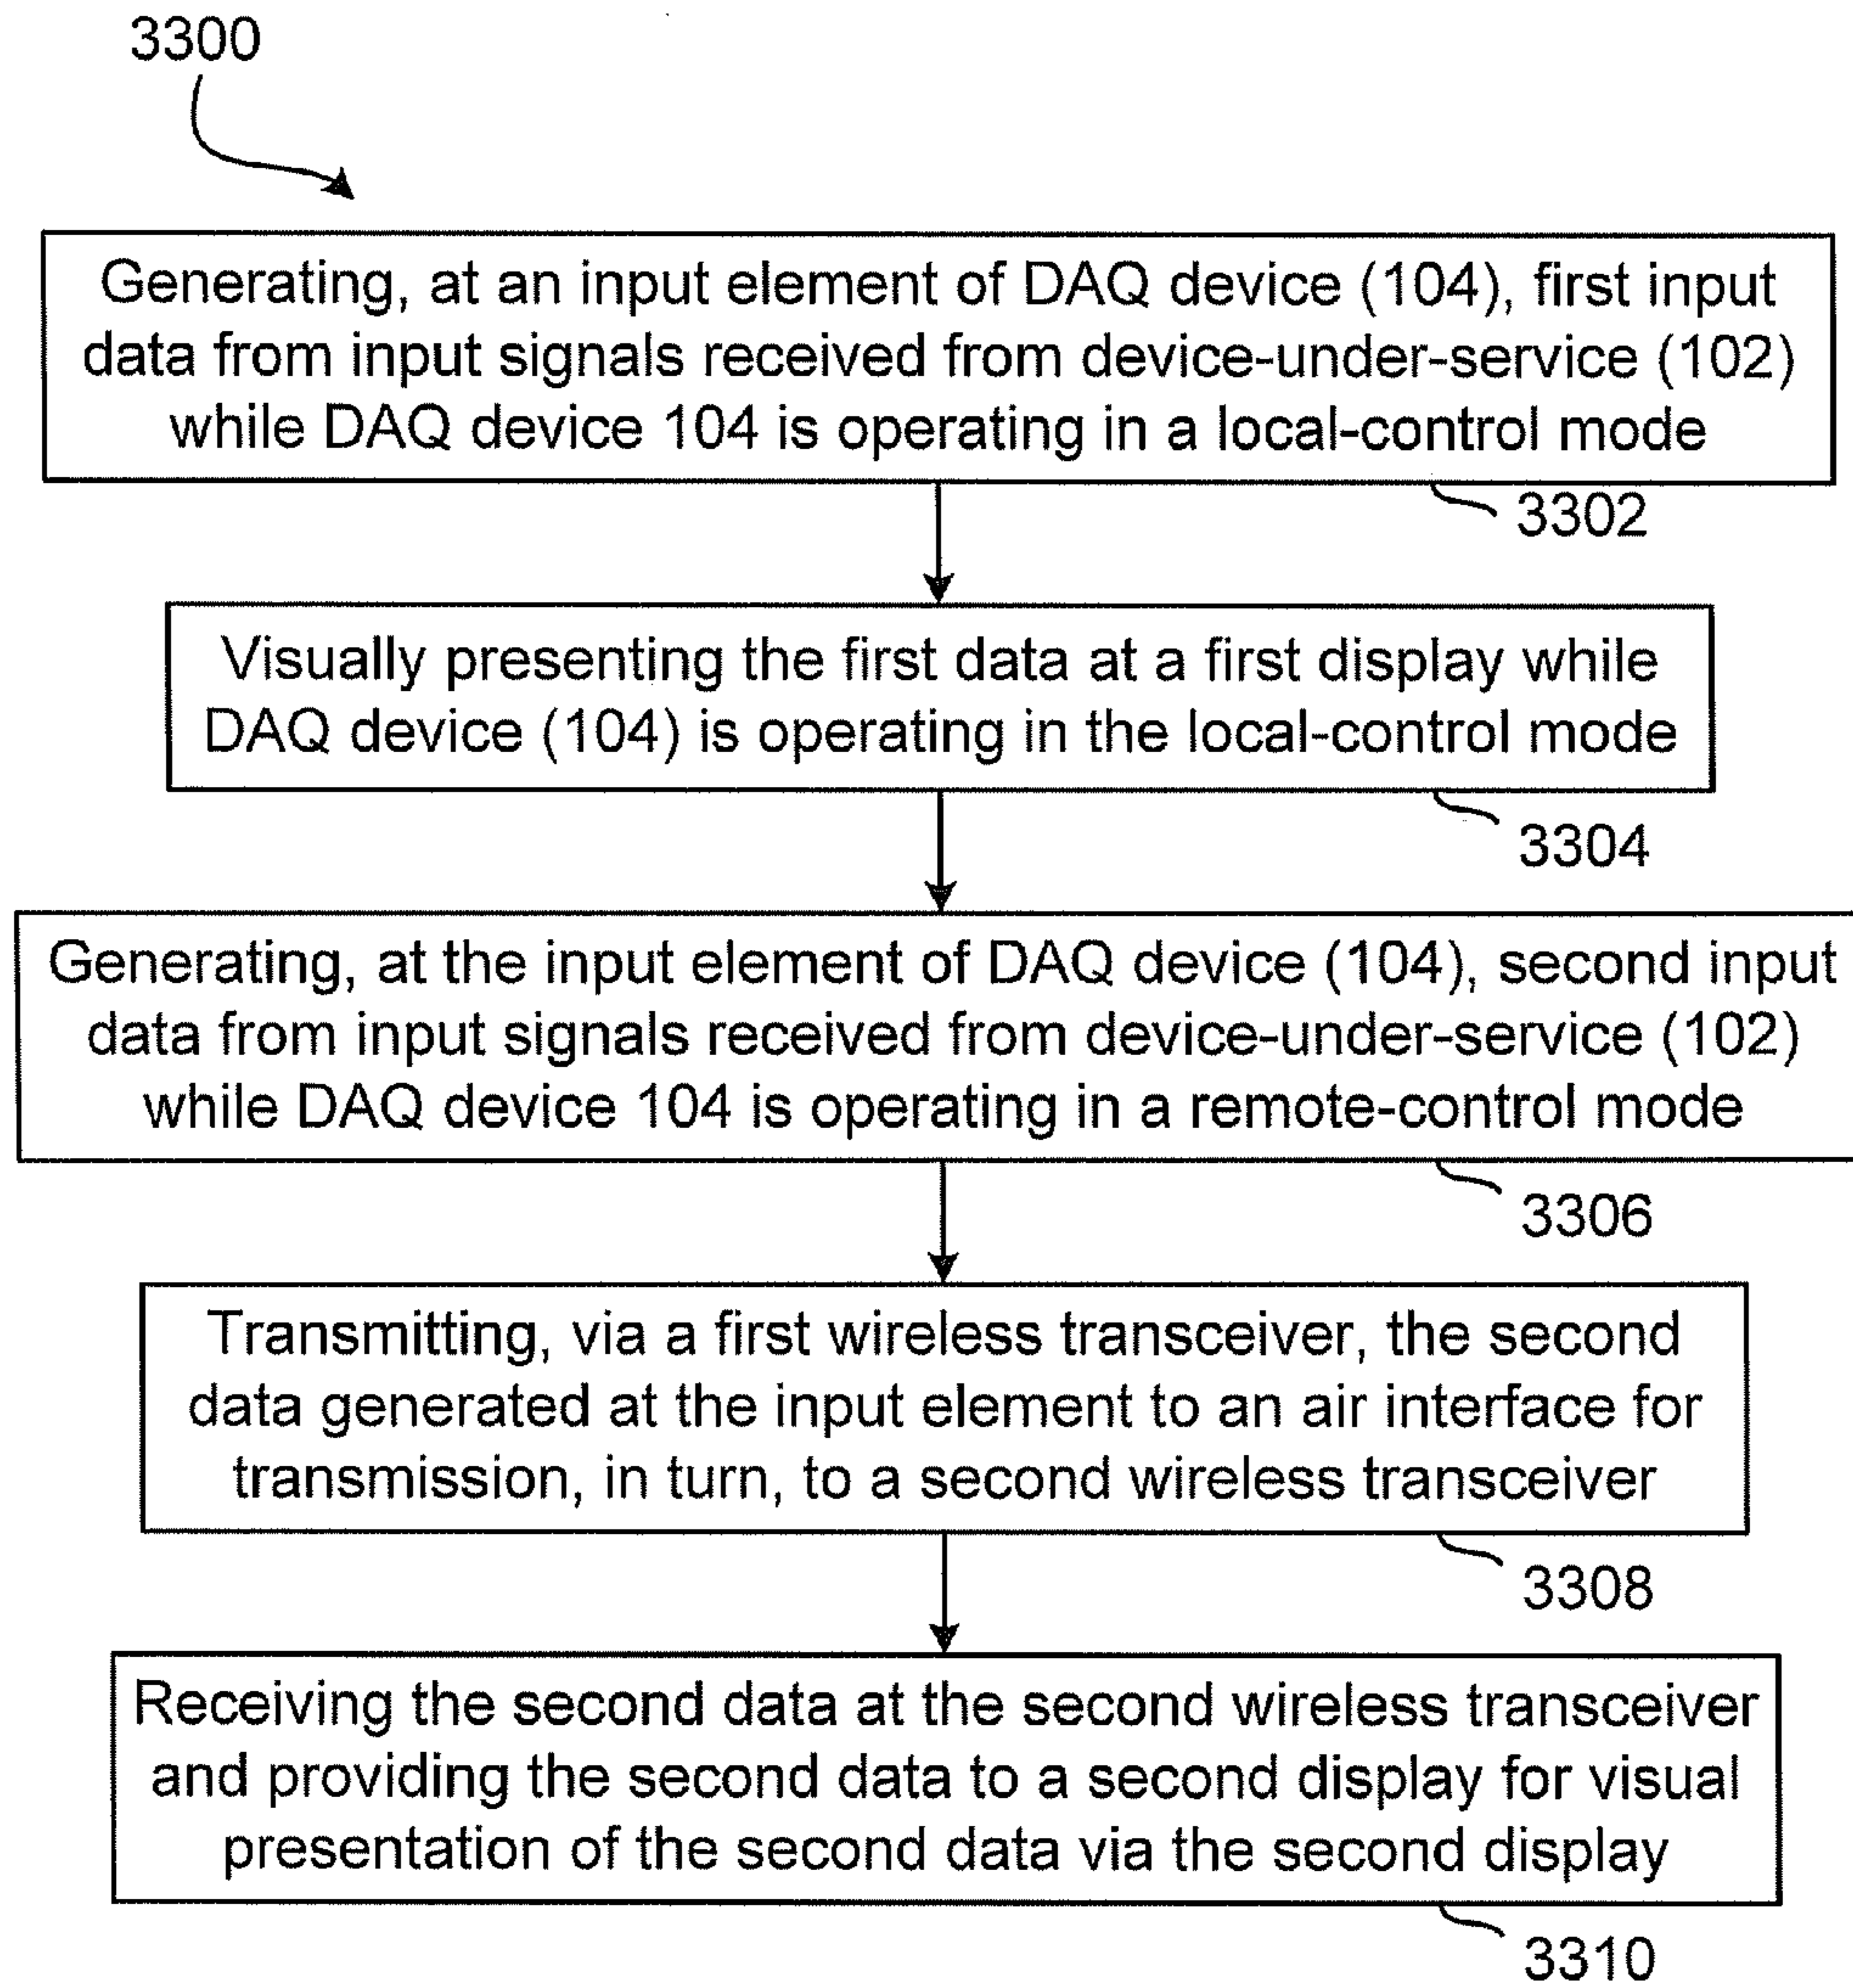 3300
Generating, at an input element of DAQ device (104), first input
data from input signals received from device-under-service (102)
while DAQ device 104 is operating in a local-control mode
3302
Visually presenting the first data at a first display while
DAQ device (104) is operating in the local-control mode
3304
Generating, at the input element of DAQ device (104), second input
data from input signals received from device-under-service (102)
while DAQ device 104 is operating in a remote-control mode
3306
Transmitting, via a first wireless transceiver, the second
data generated at the input element to an air interface for
transmission, in turn, to a second wireless transceiver
3308
Receiving the second data at the second wireless transceiver
and providing the second data to a second display for visual
presentation of the second data via the second display
3310